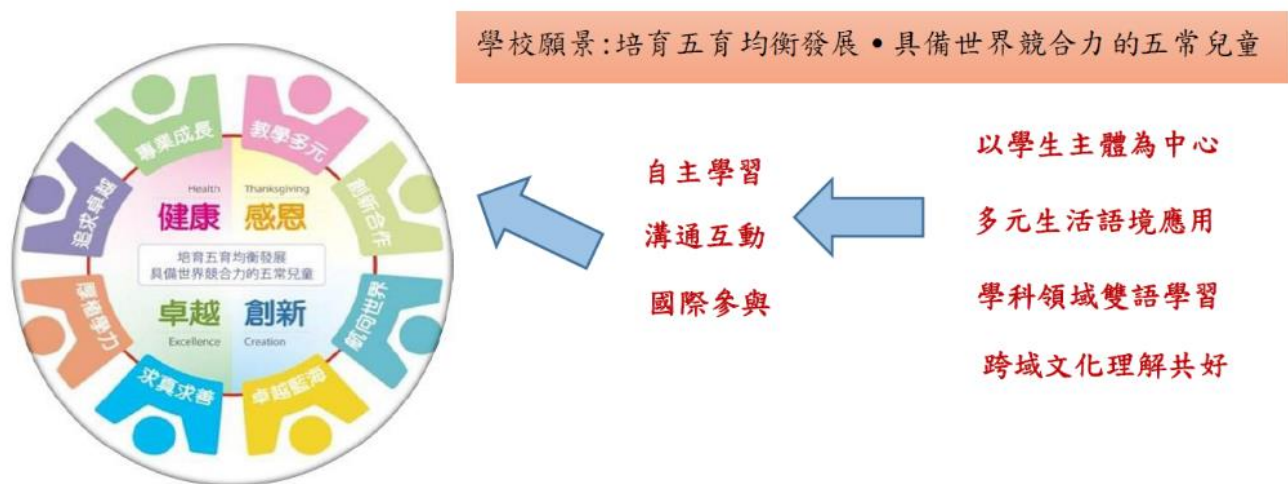 學校願景:培育五育均衡發展•具備世界競合力的五常兒童
專業成長
教學多元
創新合作
航向世界
卓越藍海
求真求善
厚植學力
追求卓越
Health
健康
Thanksgiving
感恩
培育五育均衡發展
具備世界競合力的五常兒童
卓越
Excellence
創新
Creation
自主學習
溝通互動
國際參與
以學生主體為中心
多元生活語境應用
學科領域雙語學習
跨域文化理解共好